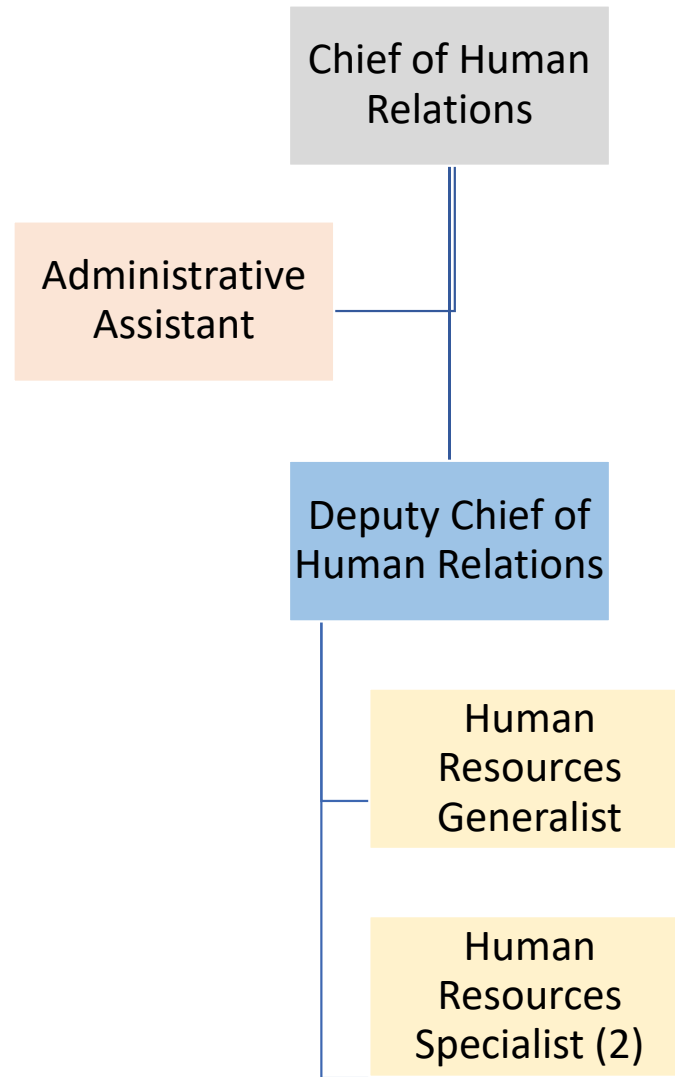 Chief of Human
Relations
Administrative
Assistant
Deputy Chief of
Human Relations
Human
Resources
Generalist
Human
Resources
Specialist (2)